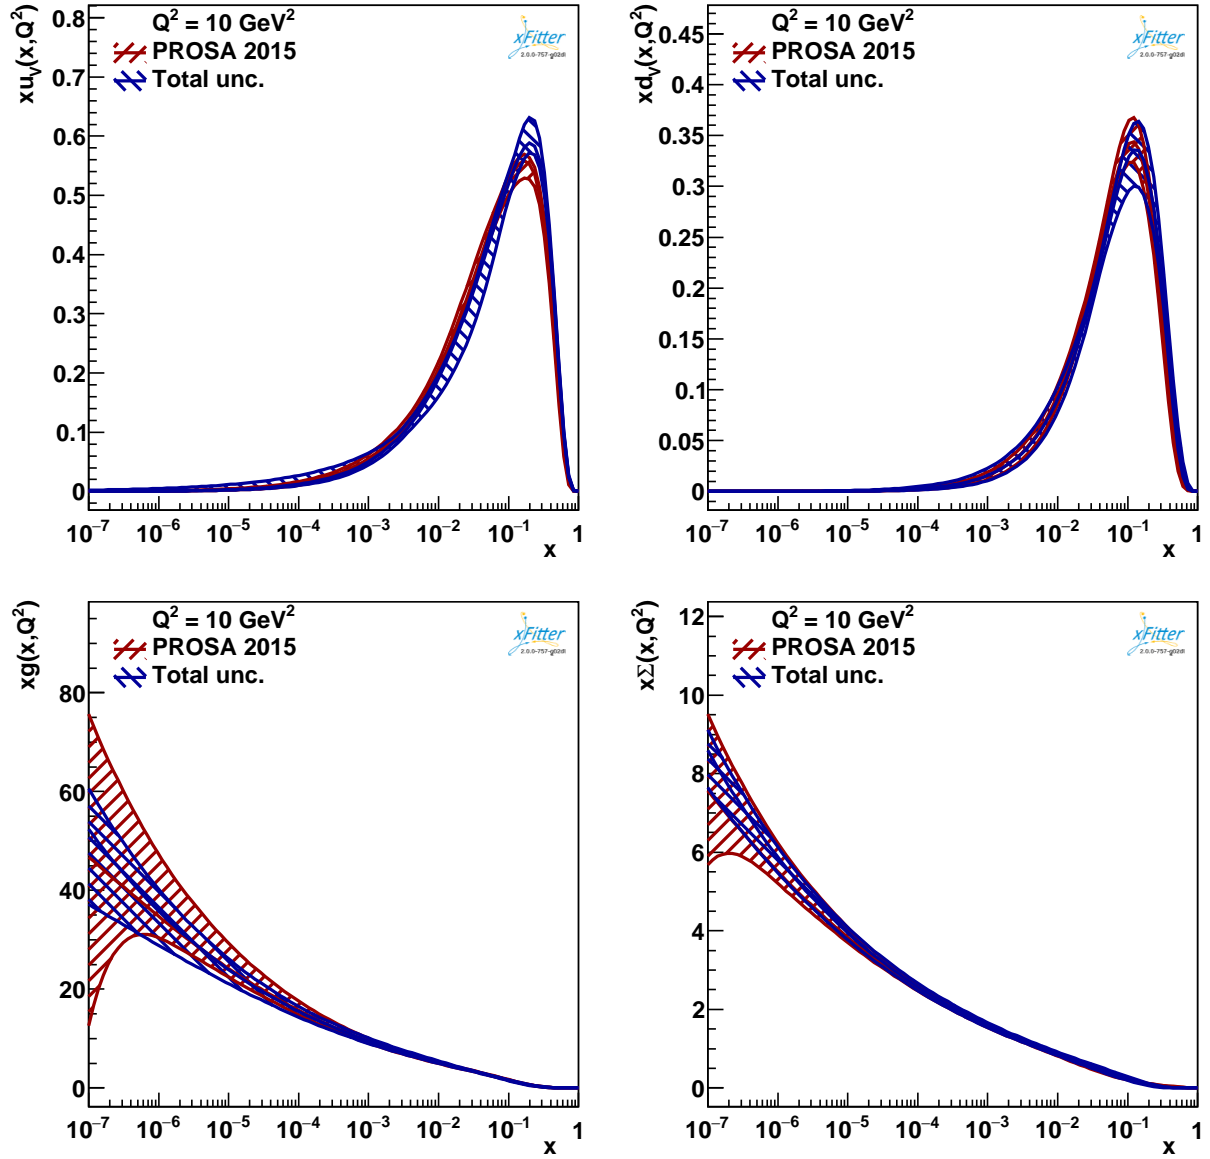 xu_v(x,Q²)
Q² = 10 GeV²
PROSA 2015
Total unc.
xFitter
0.8
0.7
0.6
0.5
0.4
0.3
0.2
0.1
0
10⁻⁷ 10⁻⁶ 10⁻⁵ 10⁻⁴ 10⁻³ 10⁻² 10⁻¹ 1
x
xd_v(x,Q²)
Q² = 10 GeV²
PROSA 2015
Total unc.
xFitter
0.45
0.4
0.35
0.3
0.25
0.2
0.15
0.1
0.05
0
10⁻⁷ 10⁻⁶ 10⁻⁵ 10⁻⁴ 10⁻³ 10⁻² 10⁻¹ 1
x
xg(x,Q²)
Q² = 10 GeV²
PROSA 2015
Total unc.
xFitter
80
60
40
20
0
10⁻⁷ 10⁻⁶ 10⁻⁵ 10⁻⁴ 10⁻³ 10⁻² 10⁻¹ 1
x
xΣ(x,Q²)
Q² = 10 GeV²
PROSA 2015
Total unc.
xFitter
12
10
8
6
4
2
0
10⁻⁷ 10⁻⁶ 10⁻⁵ 10⁻⁴ 10⁻³ 10⁻² 10⁻¹ 1
x